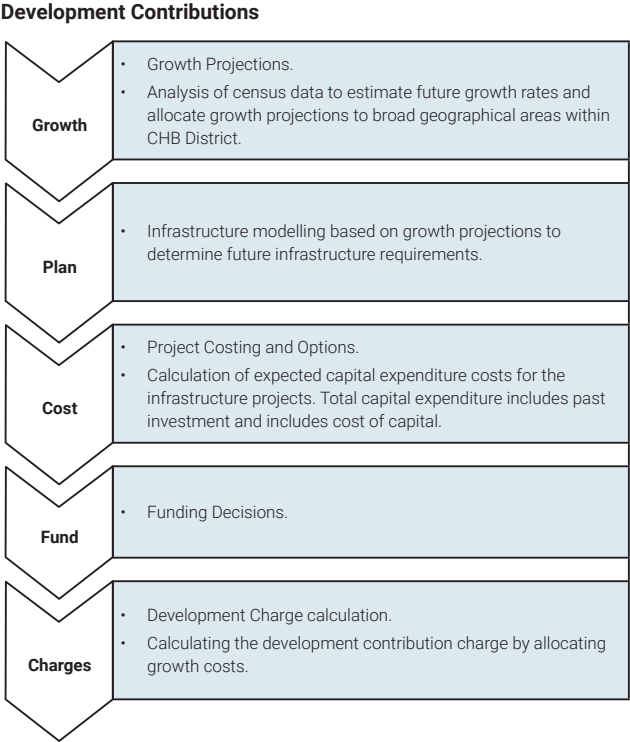 Development Contributions
Growth
• Growth Projections.
• Analysis of census data to estimate future growth rates and
allocate growth projections to broad geographical areas within
CHB District.
Plan
• Infrastructure modelling based on growth projections to
determine future infrastructure requirements.
Cost
• Project Costing and Options.
• Calculation of expected capital expenditure costs for the
infrastructure projects. Total capital expenditure includes past
investment and includes cost of capital.
Fund
• Funding Decisions.
Charges
• Development Charge calculation.
• Calculating the development contribution charge by allocating
growth costs.